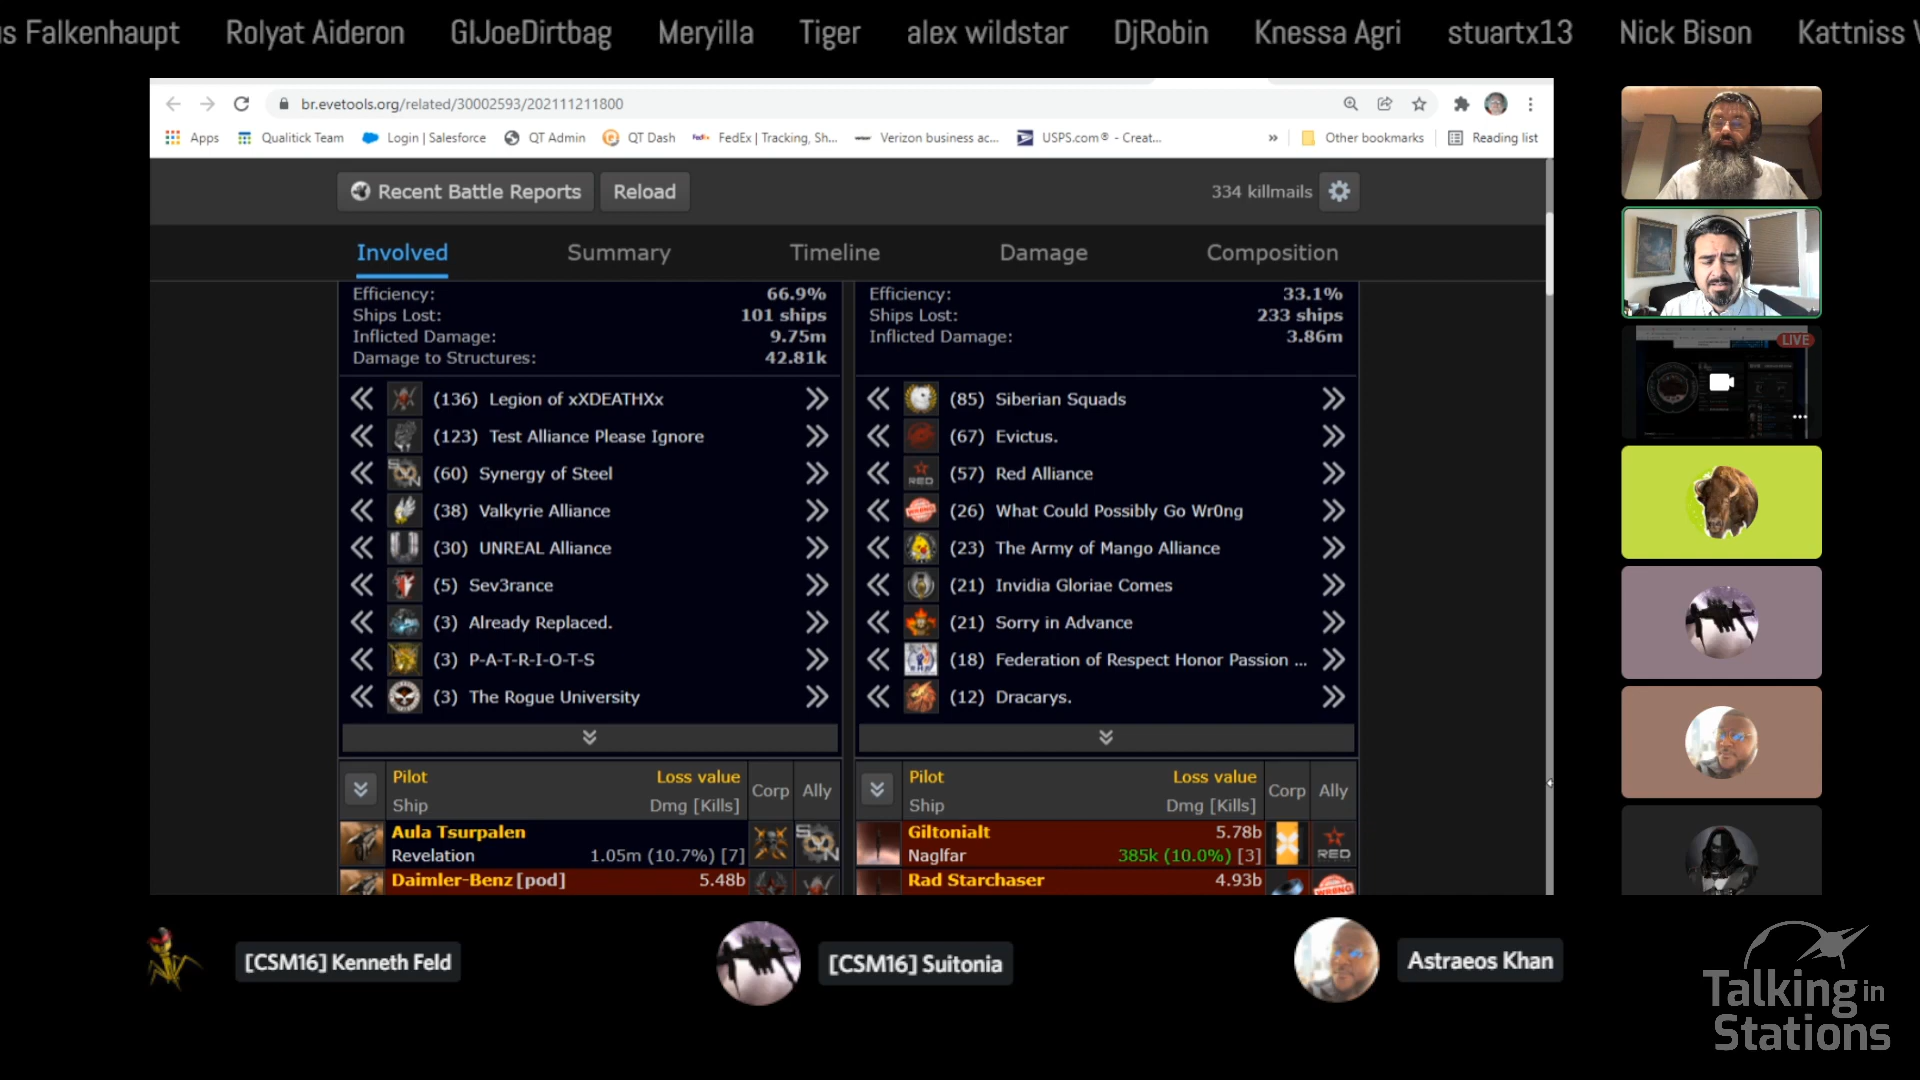 s Falkenhaupt Rolyat Aideron GIJoeDirtbag Meryilla Tiger alex wildstar DjRobin Knessa Agri stuartx13 Nick Bison Kattniss
br.evetools.org/related/30002593/202111211800
Apps Qualitick Team Login | Salesforce QT Admin QT Dash FedEx | Tracking, Sh... Verizon business ac... USPS.com® - Creat... » Other bookmarks Reading list
Recent Battle Reports Reload 334 killmails
Involved Summary Timeline Damage Composition
Efficiency: 66.9%
Ships Lost: 101 ships
Inflicted Damage: 9.75m
Damage to Structures: 42.81k
(136) Legion of xXDEATHXx
(123) Test Alliance Please Ignore
(60) Synergy of Steel
(38) Valkyrie Alliance
(30) UNREAL Alliance
(5) Sev3rance
(3) Already Replaced.
(3) P-A-T-R-I-O-T-S
(3) The Rogue University
Pilot Loss value Corp Ally
Ship Dmg [Kills]
Aula Tsurpalen
Revelation 1.05m (10.7%) [7]
Daimler-Benz [pod] 5.48b
Efficiency: 33.1%
Ships Lost: 233 ships
Inflicted Damage: 3.86m
(85) Siberian Squads
(67) Evictus.
(57) Red Alliance
(26) What Could Possibly Go Wr0ng
(23) The Army of Mango Alliance
(21) Invidia Gloriae Comes
(21) Sorry in Advance
(18) Federation of Respect Honor Passion ...
(12) Dracarys.
Pilot Loss value Corp Ally
Ship Dmg [Kills]
Giltonialt 5.78b
Naglfar 385k (10.0%) [3]
RED
Rad Starchaser 4.93b
LIVE
[CSM16] Kenneth Feld
[CSM16] Suitonia
Astraeos Khan
Talking in
Stations